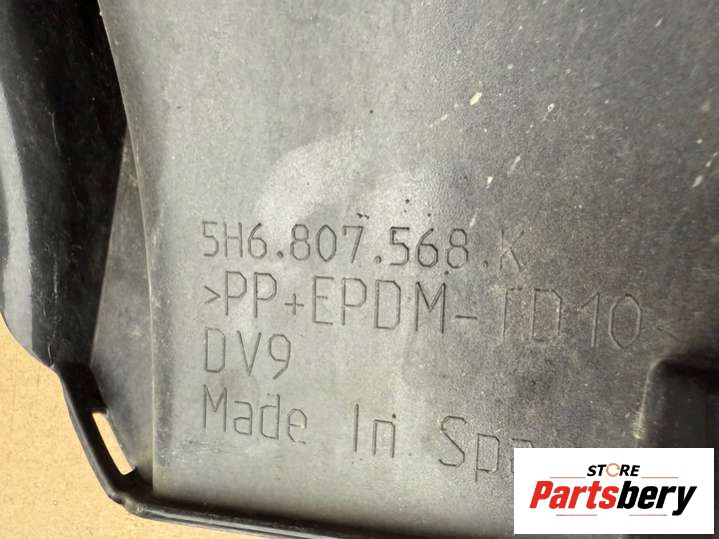 5H6.807.568.K
>PP+EPDM-TD10<
DV9
Made In
STORE
Partsbery